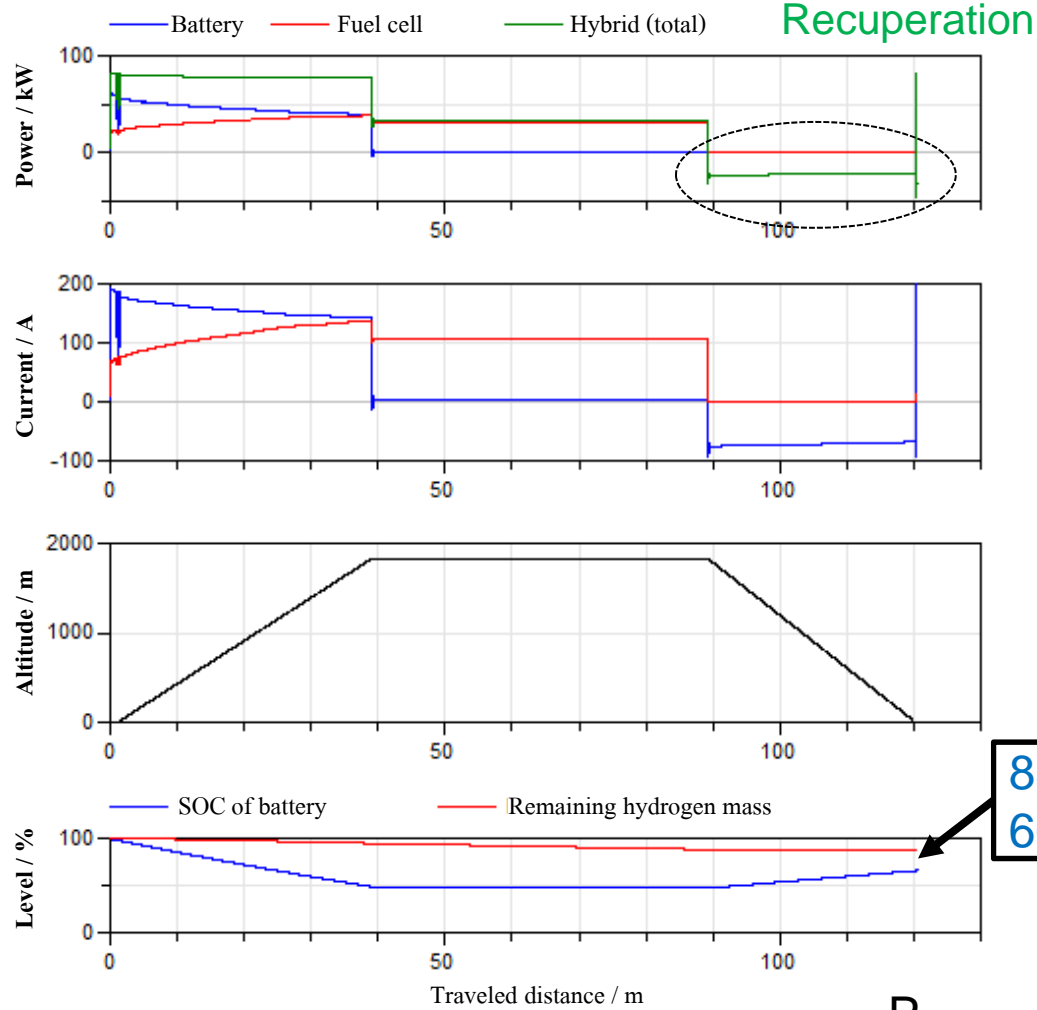 Recuperation
Battery Fuel cell Hybrid (total)
Power / kW
100
0
0 50 100
Current / A
200
100
0
-100
0 50 100
Altitude / m
2000
1000
0
0 50 100
SOC of battery Remaining hydrogen mass
Level / %
100
0
8
6
0 50 100
Traveled distance / m